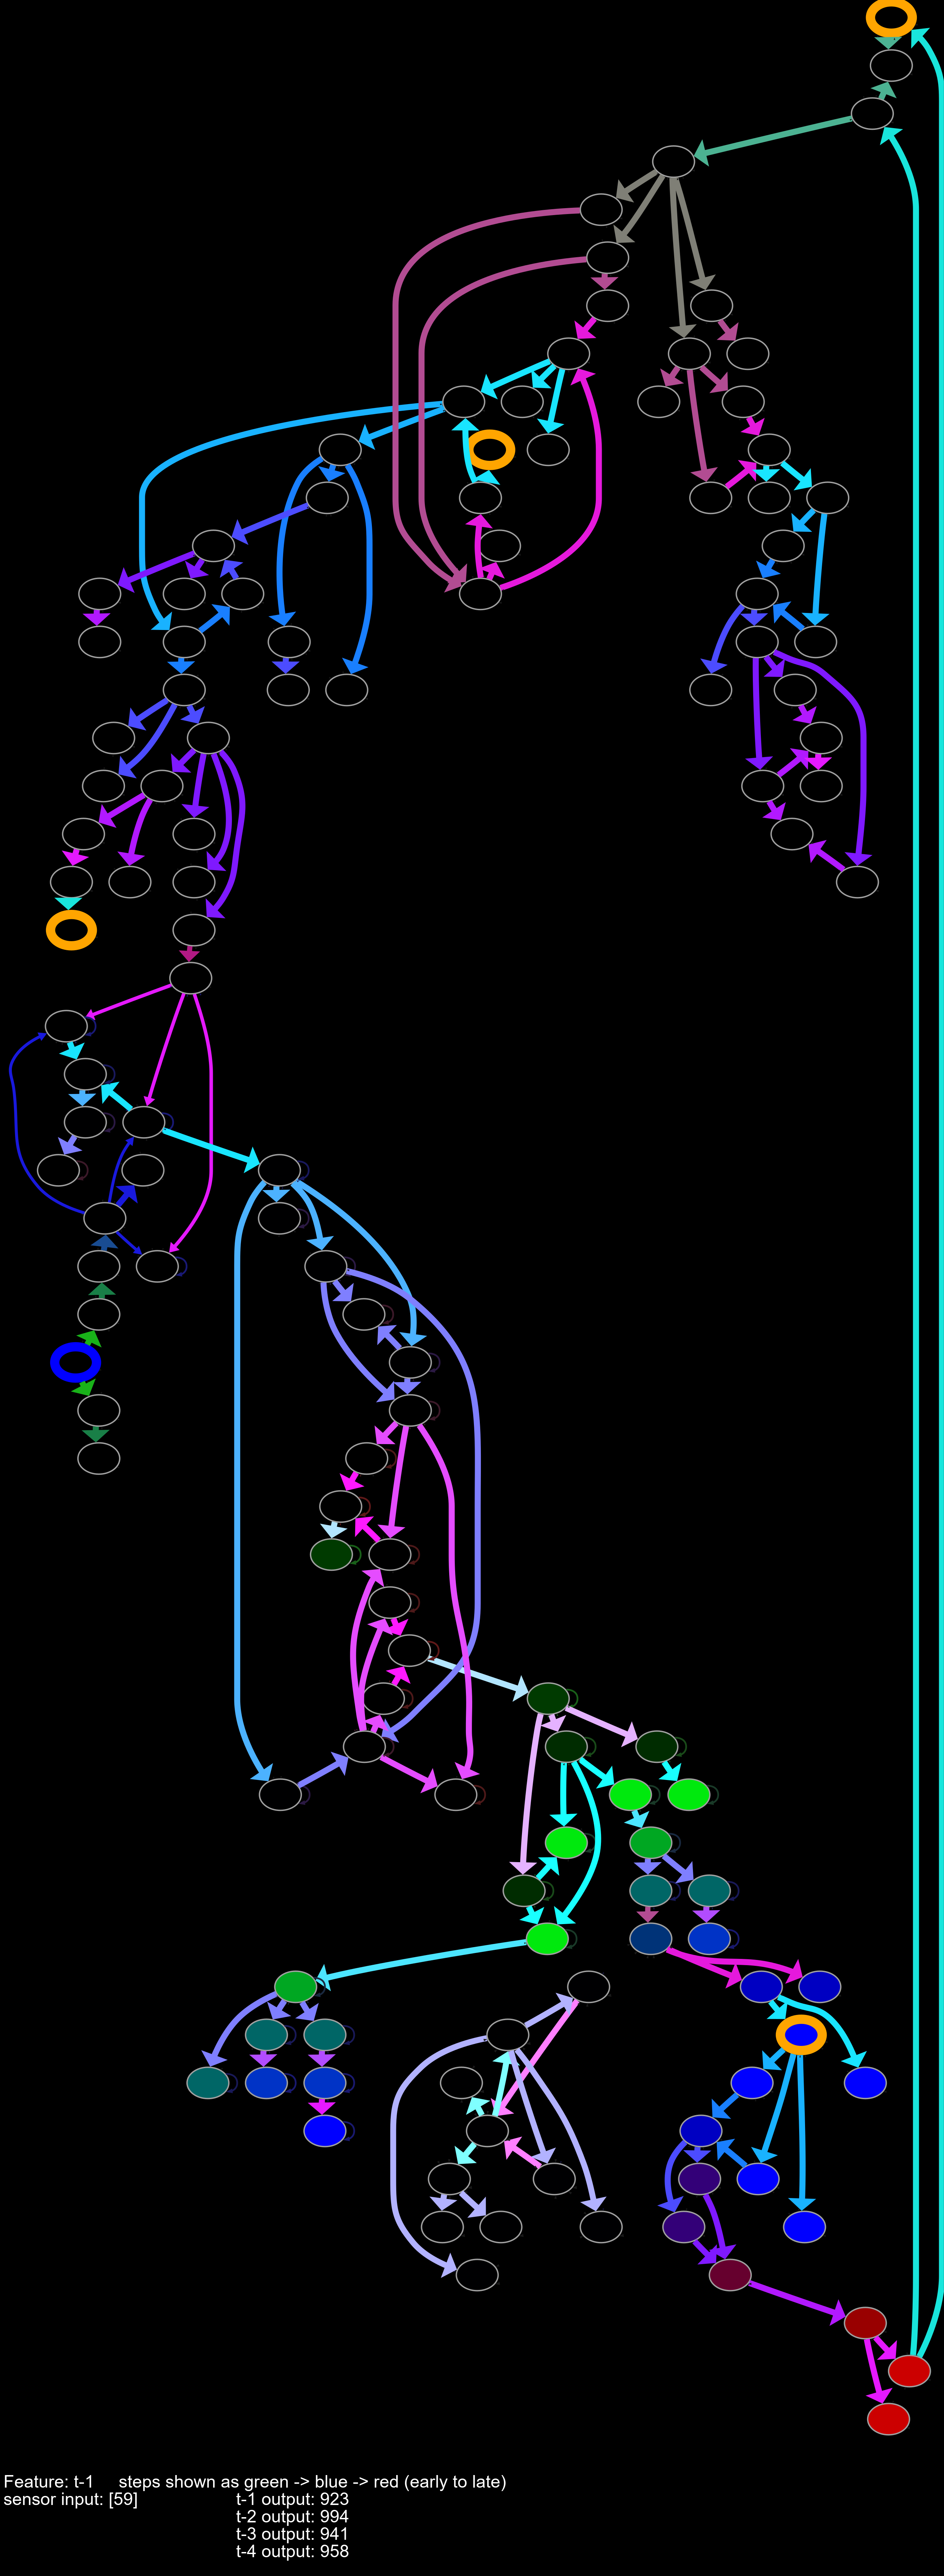 Feature: t-1 steps shown as green -> blue -> red (early to late)
sensor input: [59] t-1 output: 923
t-2 output: 994
t-3 output: 941
t-4 output: 958